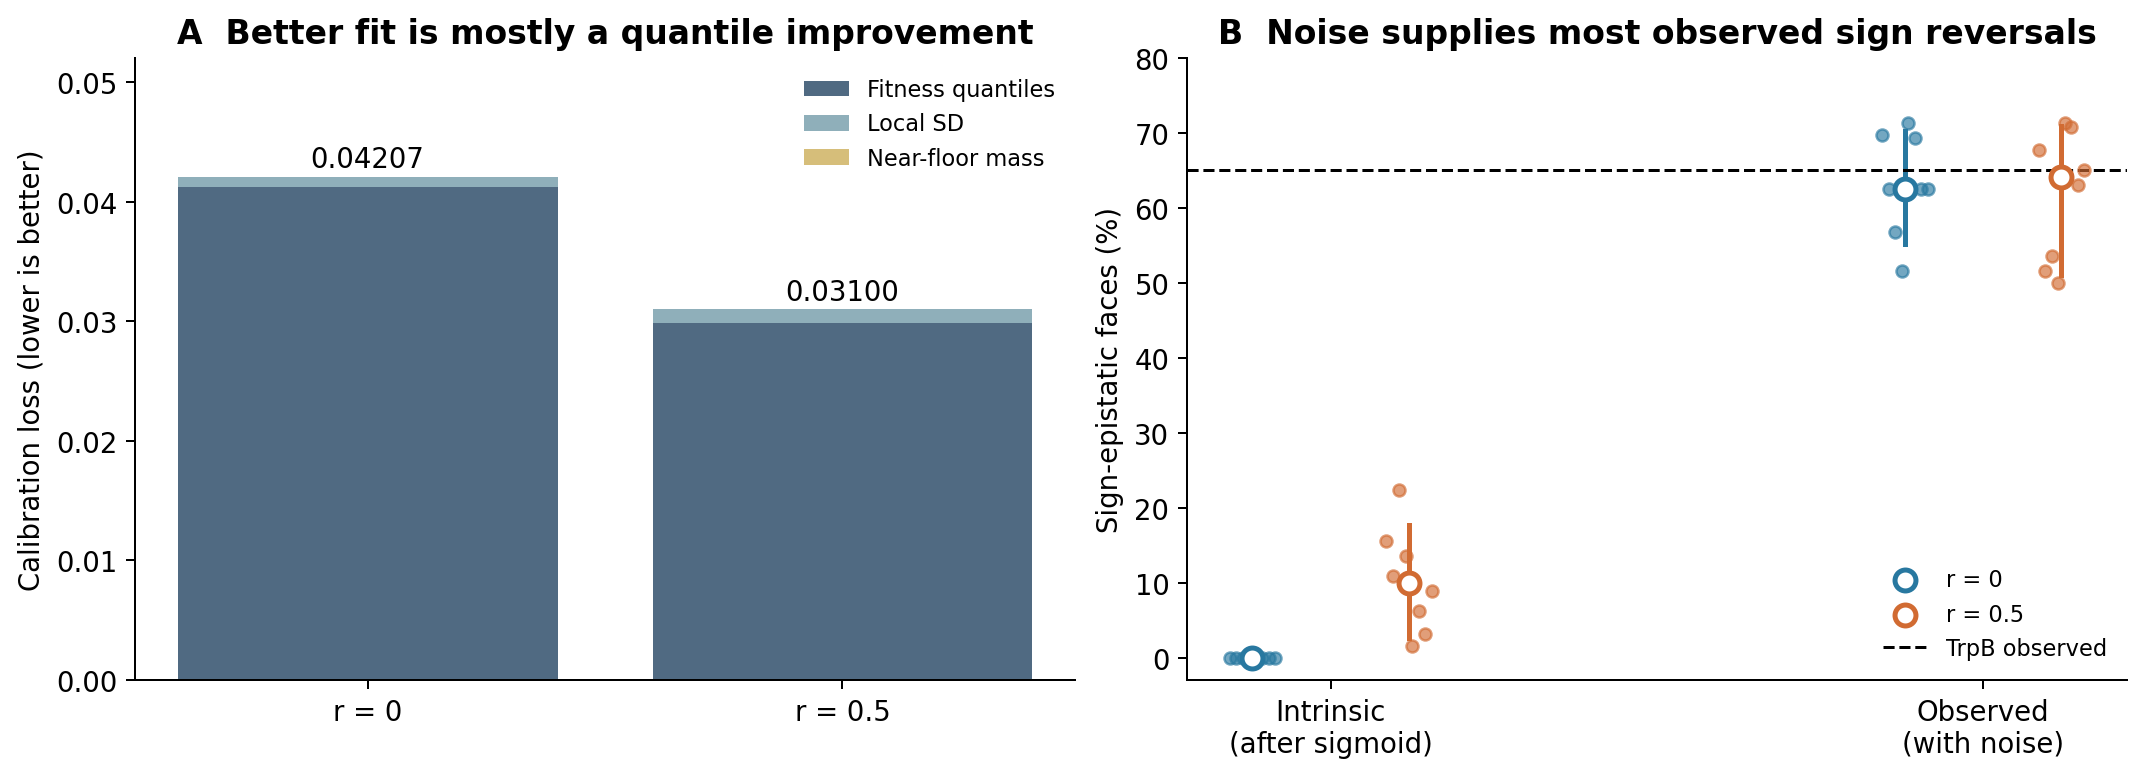 A  Better fit is mostly a quantile improvement
Calibration loss (lower is better)
0.05
0.04
0.03
0.02
0.01
0.00
Fitness quantiles
Local SD
Near-floor mass
0.04207
0.03100
r = 0
r = 0.5
B  Noise supplies most observed sign reversals
Sign-epistatic faces (%)
80
70
60
50
40
30
20
10
0
r = 0
r = 0.5
TrpB observed
Intrinsic
(after sigmoid)
Observed
(with noise)